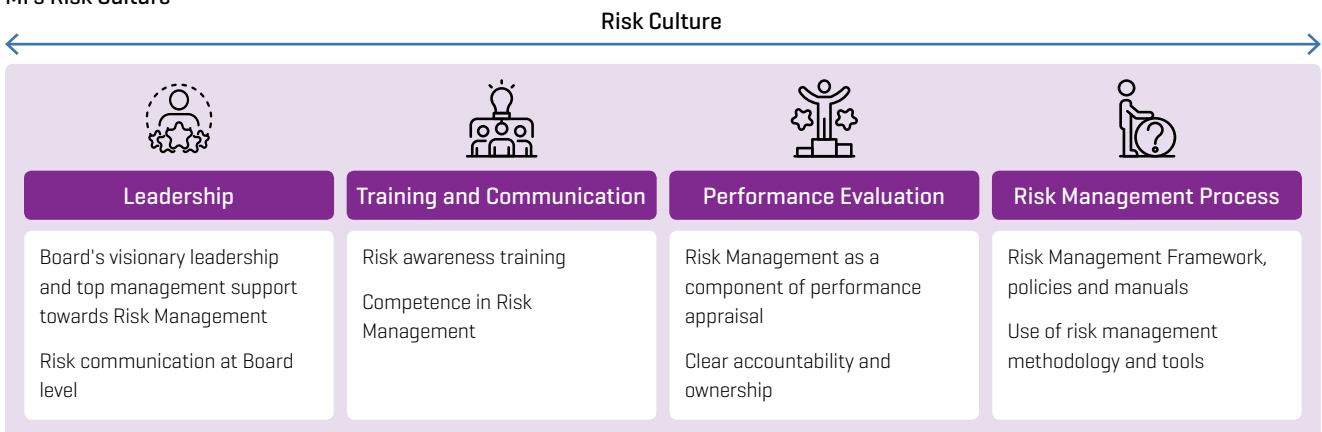 MI's Risk Culture
Risk Culture
Leadership
Board's visionary leadership
and top management support
towards Risk Management
Risk communication at Board
level
Training and Communication
Risk awareness training
Competence in Risk
Management
Performance Evaluation
Risk Management as a
component of performance
appraisal
Clear accountability and
ownership
Risk Management Process
Risk Management Framework,
policies and manuals
Use of risk management
methodology and tools